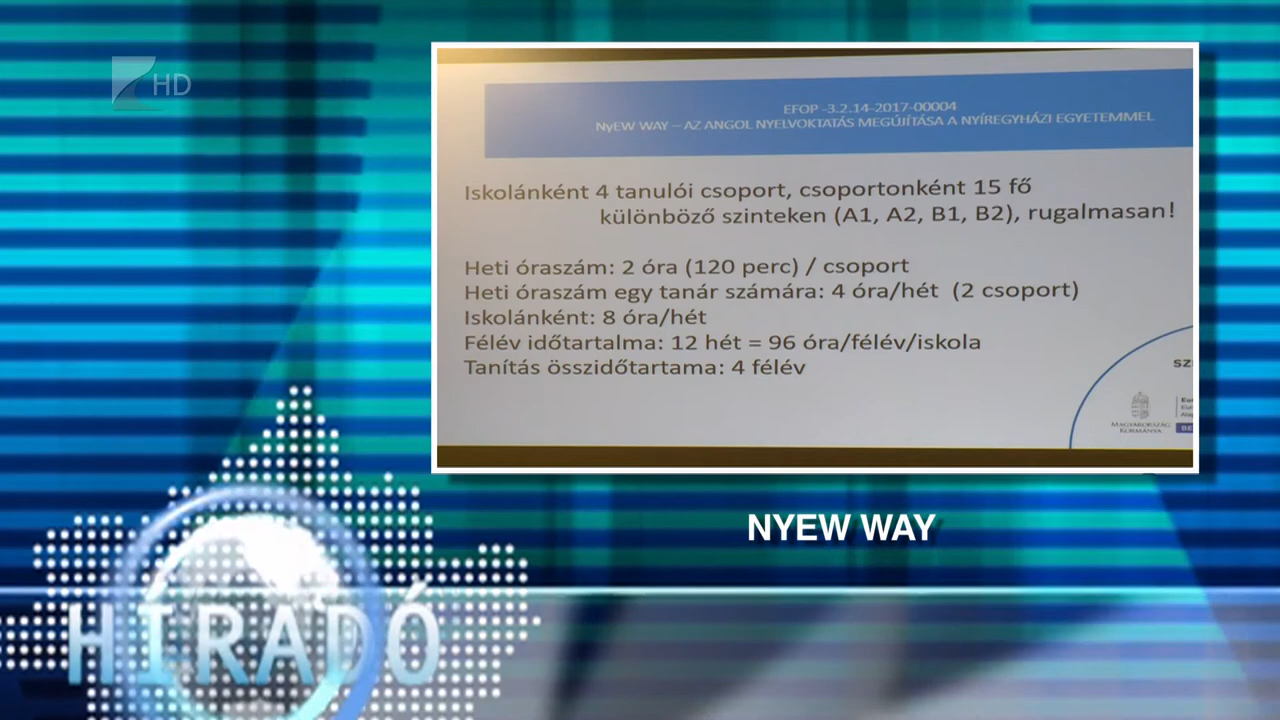 HD
EFOP -3.2.14-2017-00004
NyEW WAY – AZ ANGOL NYELVOKTATÁS MEGÚJÍTÁSA A NYÍREGYHÁZI EGYETEMMEL
Iskolánként 4 tanulói csoport, csoportonként 15 fő
különböző szinteken (A1, A2, B1, B2), rugalmasan!
Heti óraszám: 2 óra (120 perc) / csoport
Heti óraszám egy tanár számára: 4 óra/hét (2 csoport)
Iskolánként: 8 óra/hét
Félév időtartalma: 12 hét = 96 óra/félév/iskola
Tanítás összidőtartama: 4 félév
SZ
MAGYARORSZÁG
KORMÁNYA
NYEW WAY
HÍRADÓ